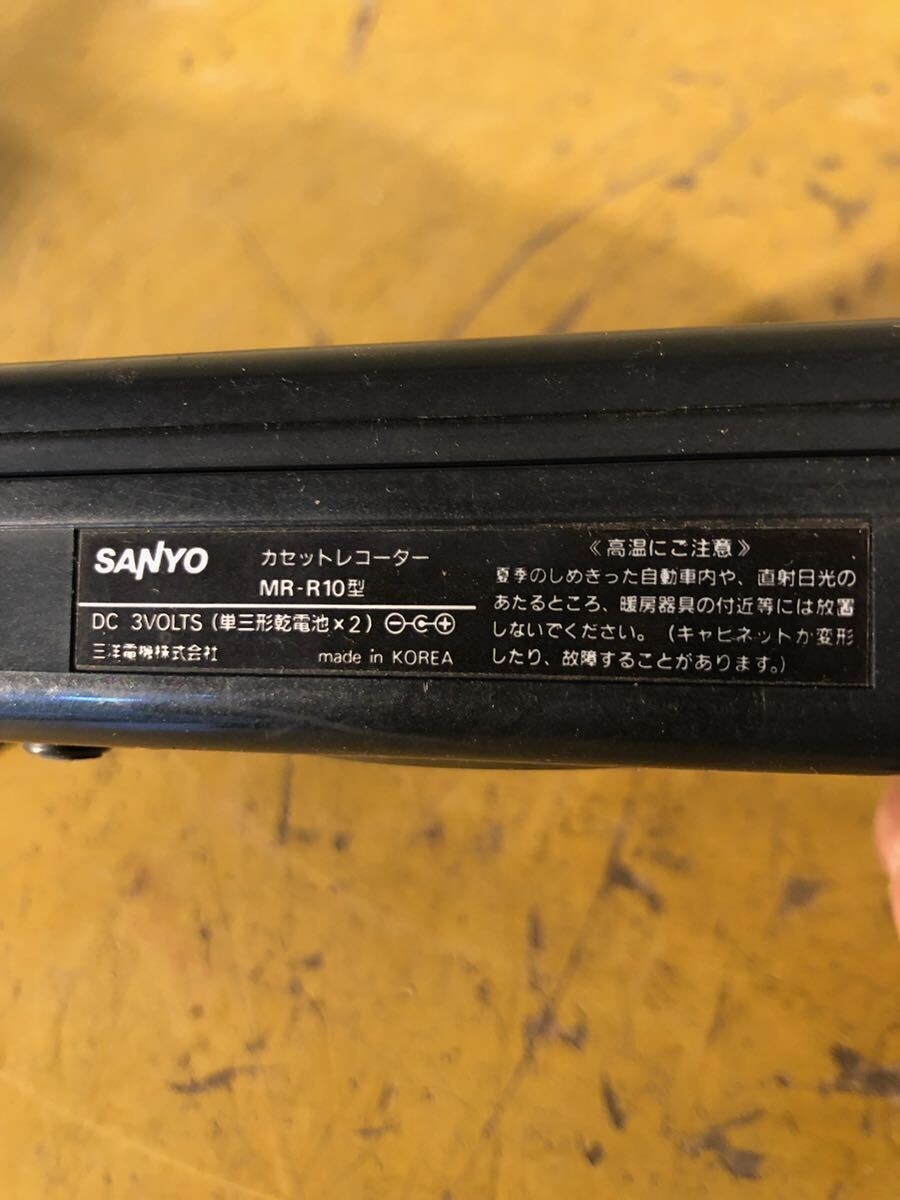 SANYO カセットレコーター
MR-R10型
DC 3VOLTS (単三形乾電池×2)
三洋電機株式会社 made in KOREA
《高温にご注意》
夏季のしめきった自動車内や、直射日光の
あたるところ、暖房器具の付近等には放置
しないでください。(キャビネットが変形
したり、故障することがあります。)